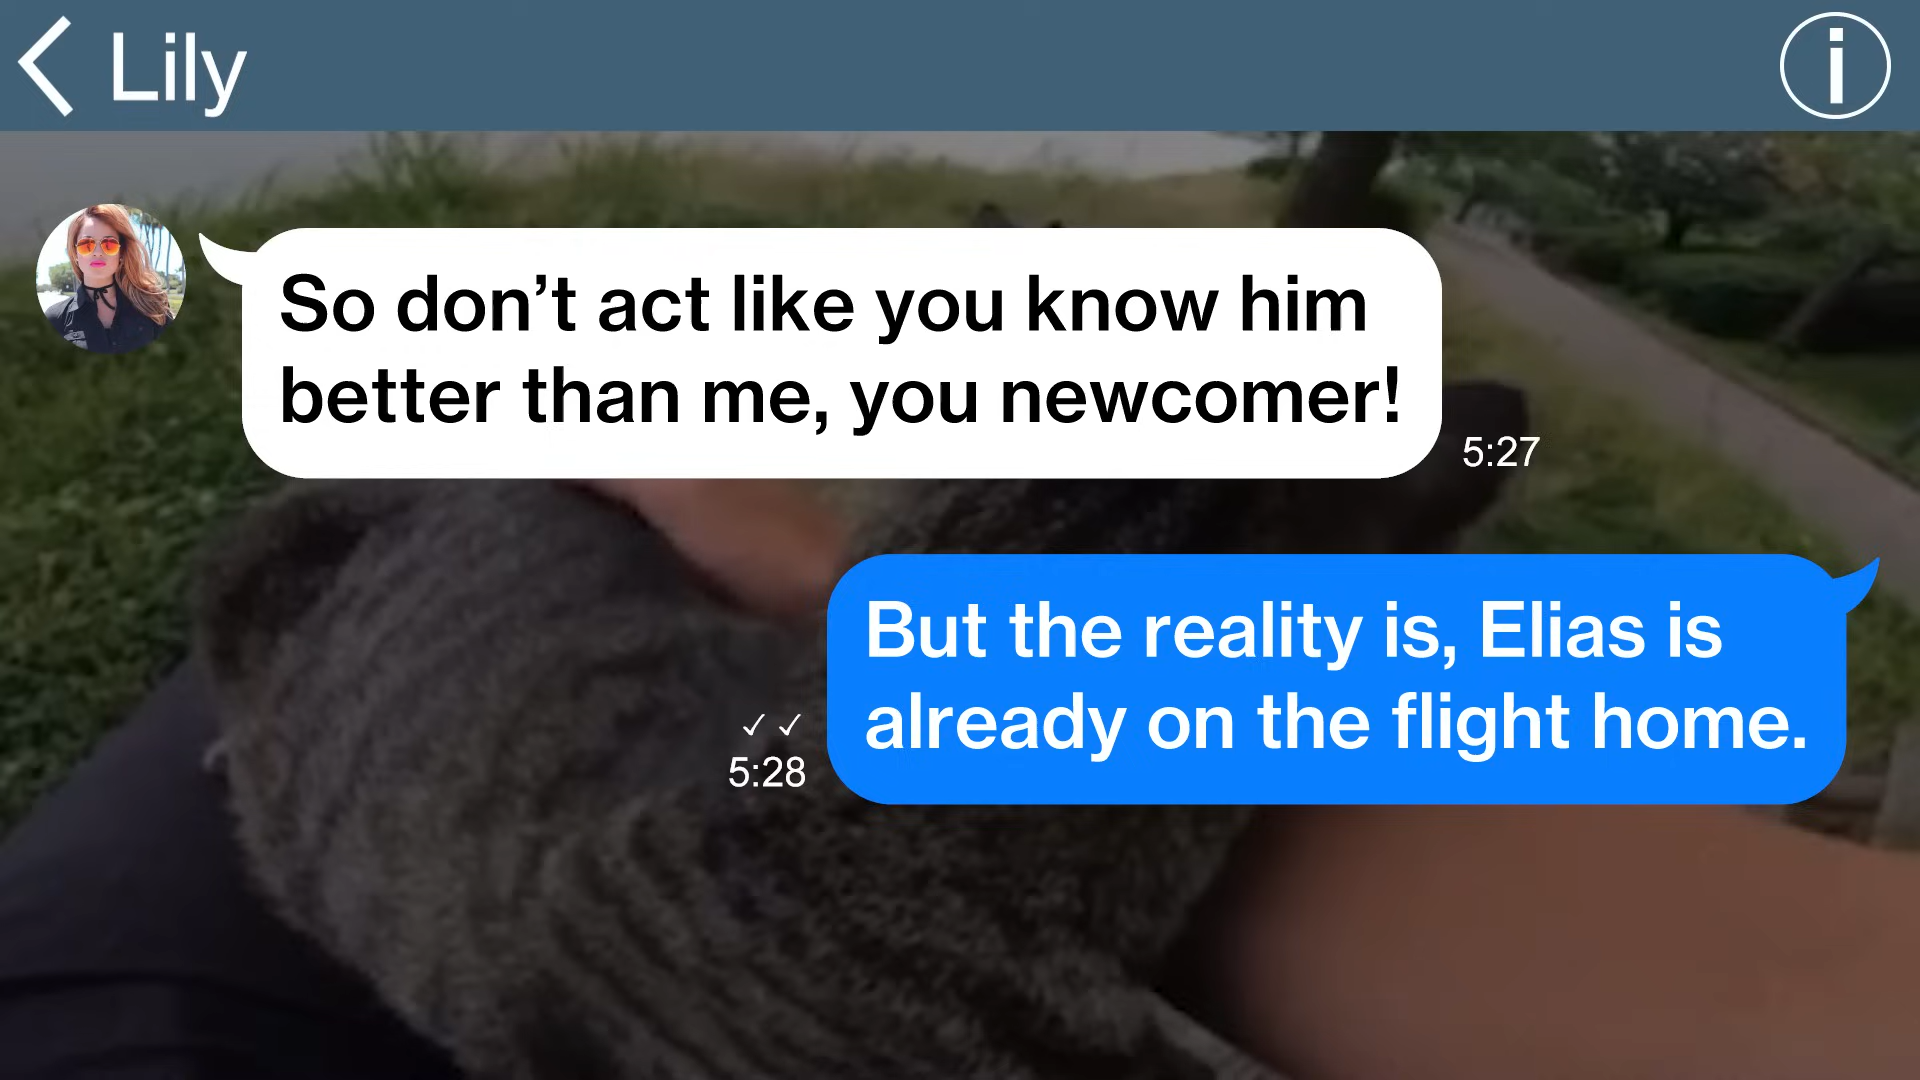 Lily
So don’t act like you know him
better than me, you newcomer!
5:27
But the reality is, Elias is
already on the flight home.
✓✓
5:28